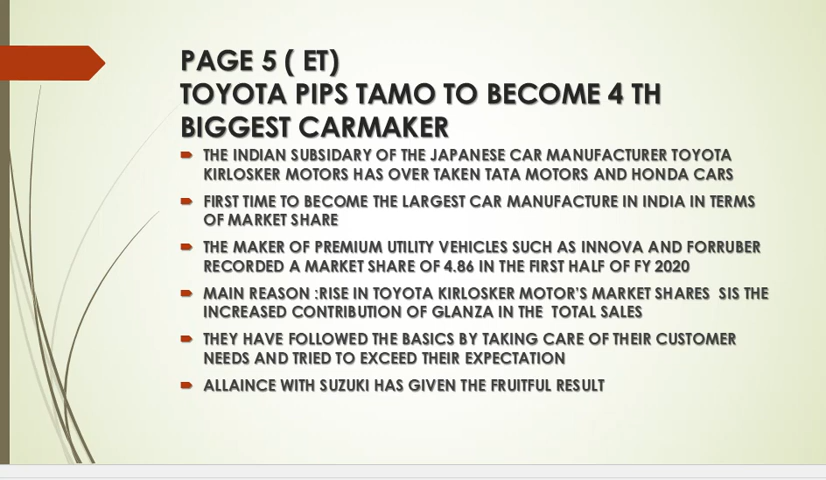 PAGE 5 ( ET)
TOYOTA PIPS TAMO TO BECOME 4 TH
BIGGEST CARMAKER
THE INDIAN SUBSIDARY OF THE JAPANESE CAR MANUFACTURER TOYOTA
KIRLOSKER MOTORS HAS OVER TAKEN TATA MOTORS AND HONDA CARS
FIRST TIME TO BECOME THE LARGEST CAR MANUFACTURE IN INDIA IN TERMS
OF MARKET SHARE
THE MAKER OF PREMIUM UTILITY VEHICLES SUCH AS INNOVA AND FORRUBER
RECORDED A MARKET SHARE OF 4.86 IN THE FIRST HALF OF FY 2020
MAIN REASON :RISE IN TOYOTA KIRLOSKER MOTOR'S MARKET SHARES  SIS THE
INCREASED CONTRIBUTION OF GLANZA IN THE  TOTAL SALES
THEY HAVE FOLLOWED THE BASICS BY TAKING CARE OF THEIR CUSTOMER
NEEDS AND TRIED TO EXCEED THEIR EXPECTATION
ALLAINCE WITH SUZUKI HAS GIVEN THE FRUITFUL RESULT